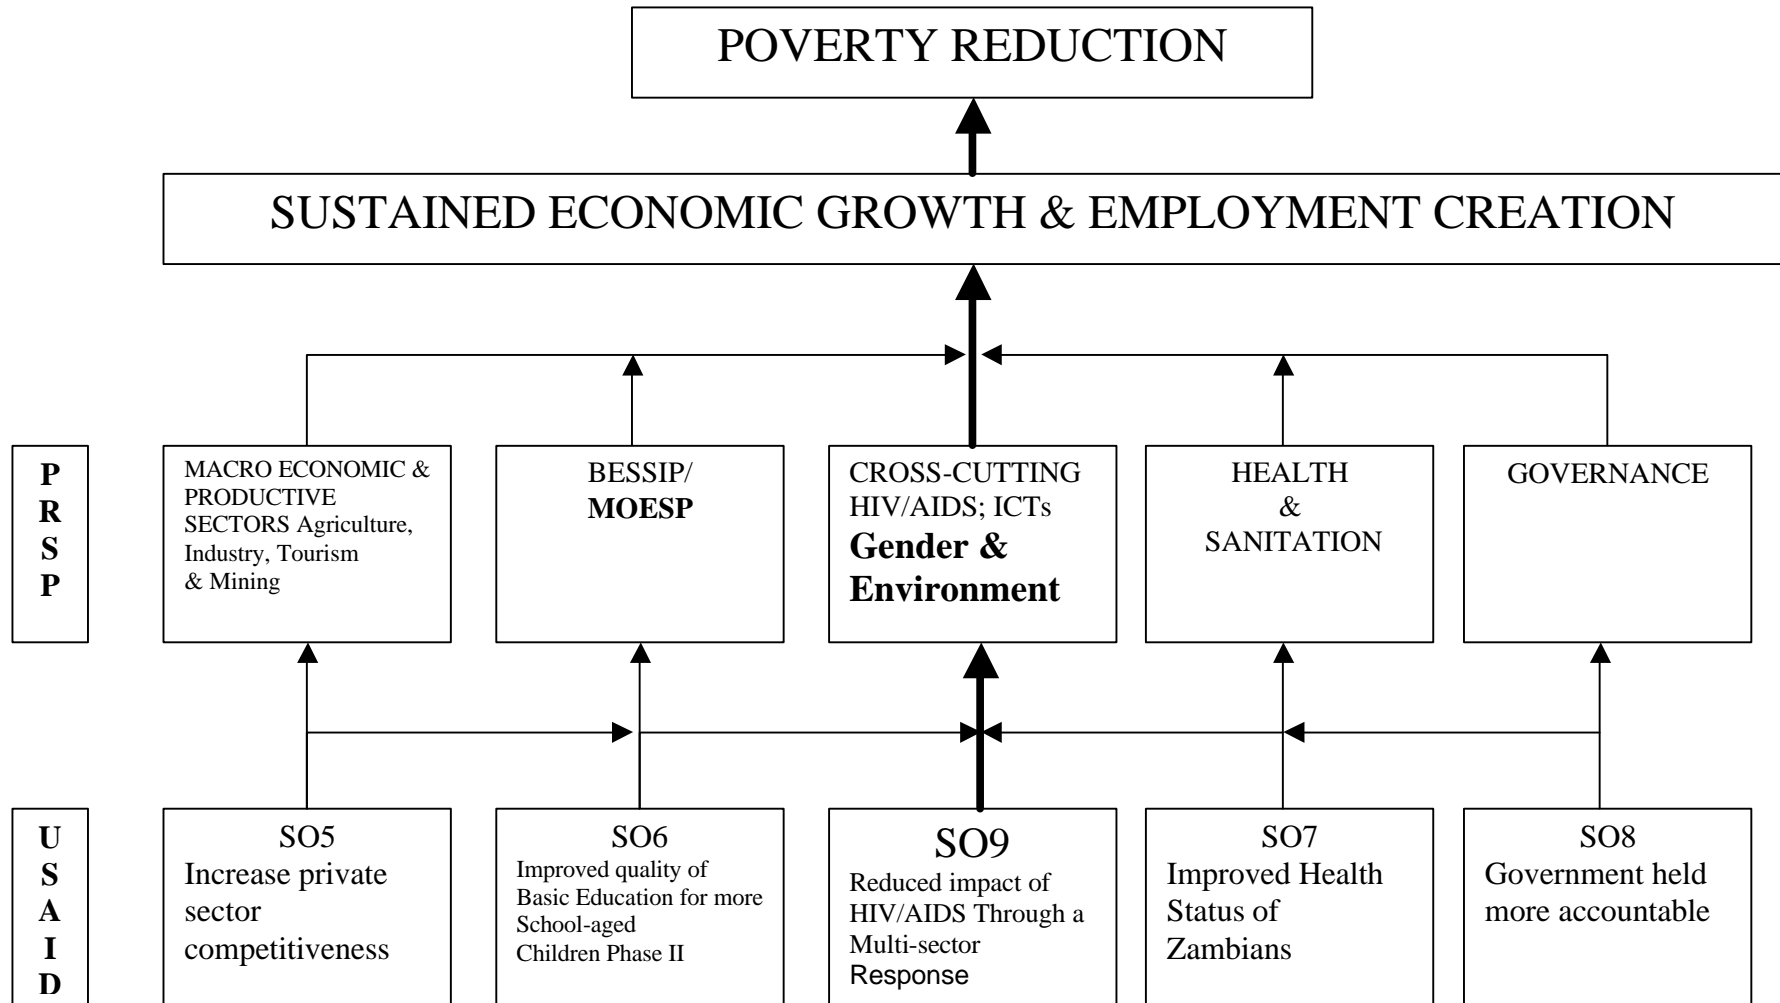 POVERTY REDUCTION
SUSTAINED ECONOMIC GROWTH & EMPLOYMENT CREATION
P
R
S
P
MACRO ECONOMIC &
PRODUCTIVE
SECTORS Agriculture,
Industry, Tourism
& Mining
BESSIP/
MOESP
CROSS-CUTTING
HIV/AIDS; ICTs
Gender &
Environment
HEALTH
&
SANITATION
GOVERNANCE
U
S
A
I
D
SO5
Increase private
sector
competitiveness
SO6
Improved quality of
Basic Education for more
School-aged
Children Phase II
SO9
Reduced impact of
HIV/AIDS Through a
Multi-sector
Response
SO7
Improved Health
Status of
Zambians
SO8
Government held
more accountable